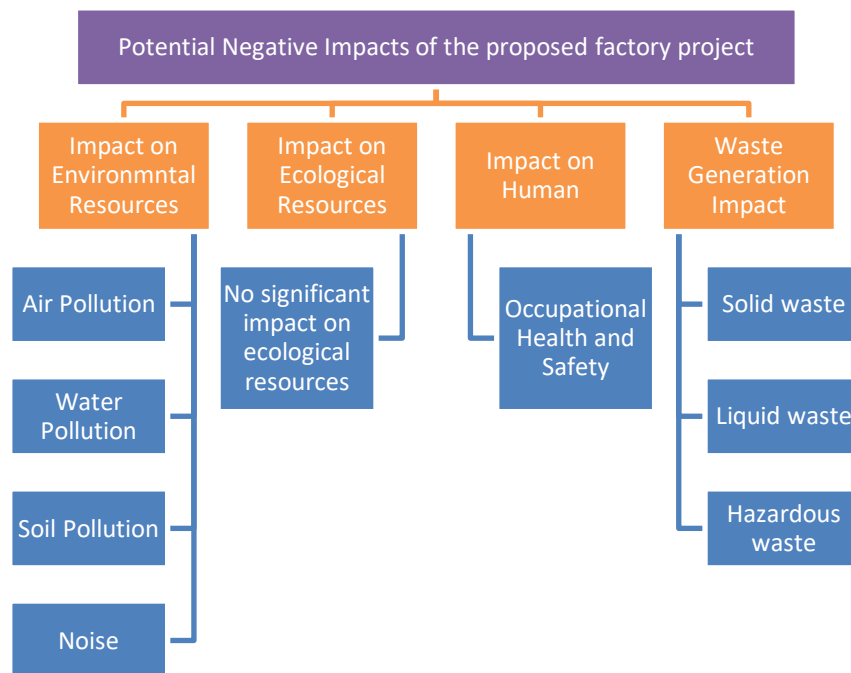 Potential Negative Impacts of the proposed factory project
Impact on
Environmntal
Resources
Impact on
Ecological
Resources
Impact on
Human
Waste
Generation
Impact
Air Pollution
Water
Pollution
Soil Pollution
Noise
No significant
impact on
ecological
resources
Occupational
Health and
Safety
Solid waste
Liquid waste
Hazardous
waste